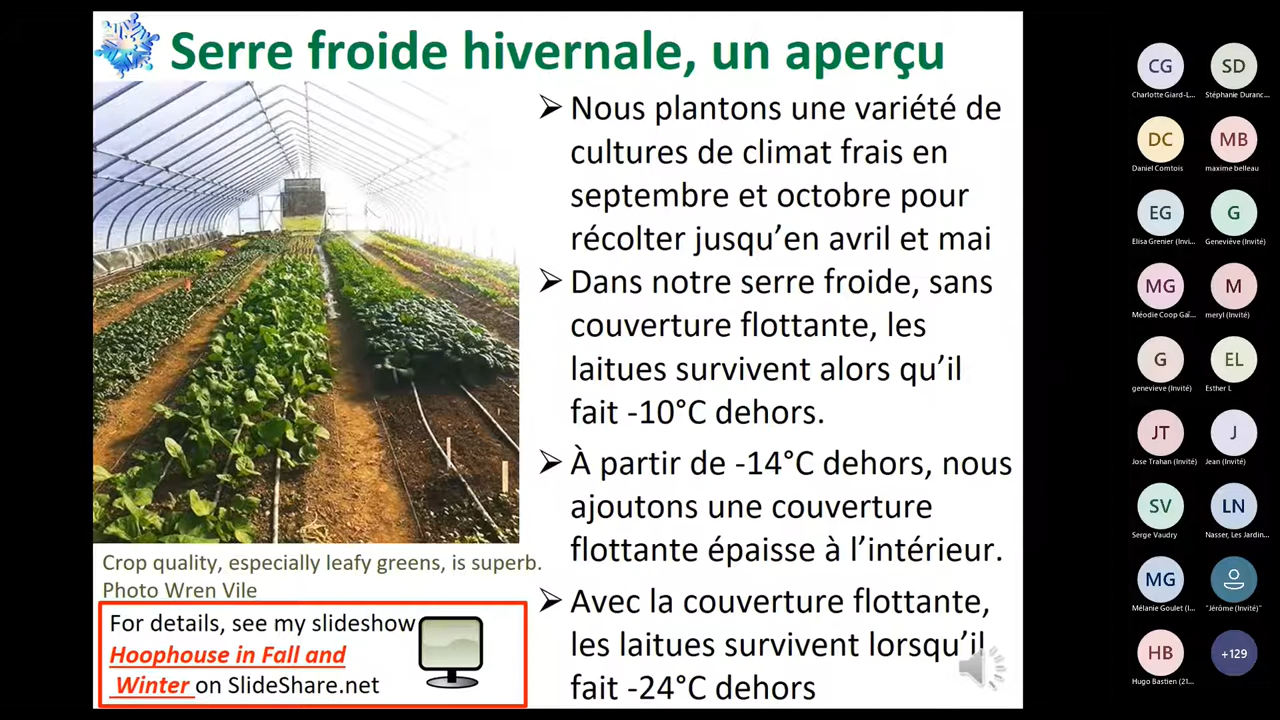 Serre froide hivernale, un aperçu
Nous plantons une variété de
cultures de climat frais en
septembre et octobre pour
récolter jusqu’en avril et mai
Dans notre serre froide, sans
couverture flottante, les
laitues survivent alors qu’il
fait -10°C dehors.
À partir de -14°C dehors, nous
ajoutons une couverture
flottante épaisse à l’intérieur.
Avec la couverture flottante,
les laitues survivent lorsqu’il
fait -24°C dehors
Crop quality, especially leafy greens, is superb.
Photo Wren Vile
For details, see my slideshow
Hoophouse in Fall and
Winter on SlideShare.net
CG SD
Charlotte Giard-L... Stéphanie Duranc...
DC MB
Daniel Comtois maxime belleau
EG G
Elisa Grenier (Invi... Geneviève (Invité)
MG M
Méodie Coop Gaï... meryl (Invité)
G EL
genevieve (Invité) Esther L
JT J
Jose Trahan (Invité) Jean (Invité)
SV LN
Serge Vaudry Nasser, Les Jardin...
MG
Mélanie Goulet (I... "Jérôme (Invité)"
HB +129
Hugo Bastien (21...